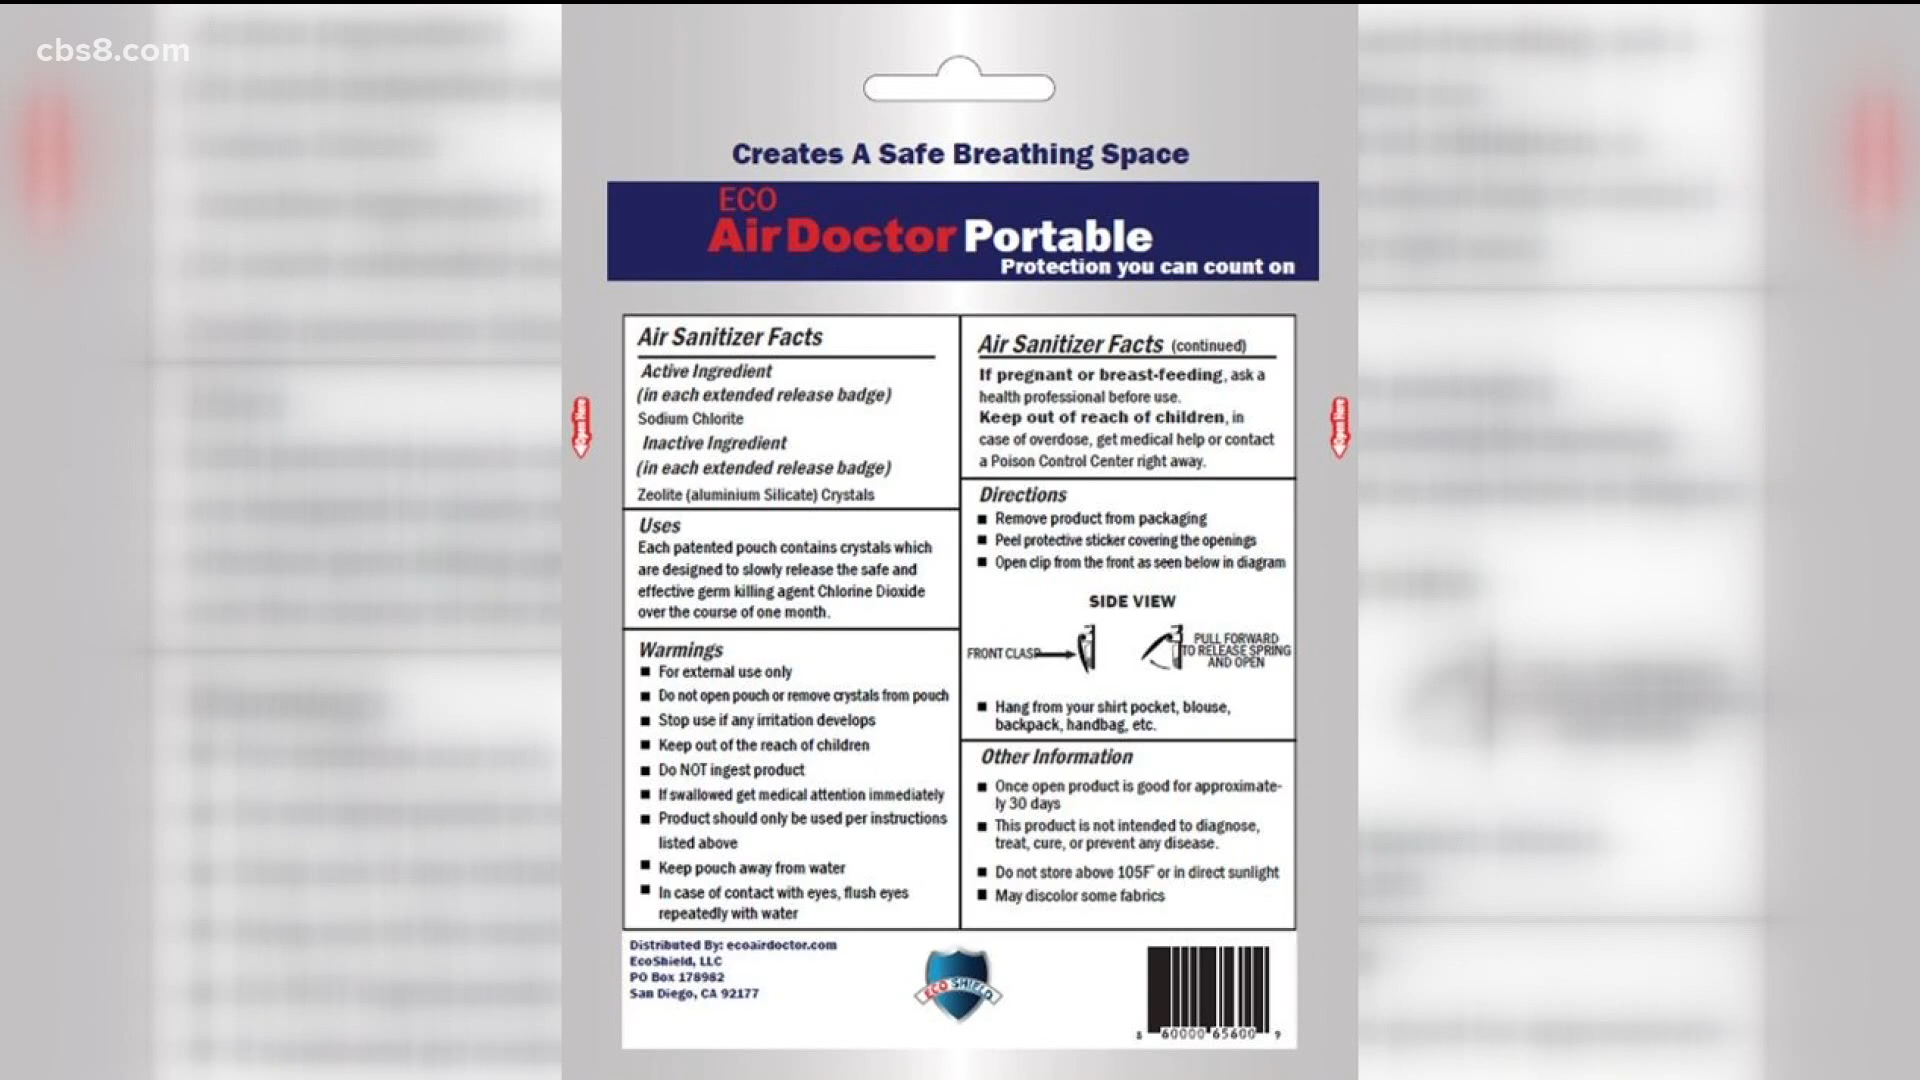 cbs8.com
Creates A Safe Breathing Space
ECO
AirDoctor Portable
Protection you can count on
Open Here
Open Here
Air Sanitizer Facts
Active Ingredient
(in each extended release badge)
Sodium Chlorite
Inactive Ingredient
(in each extended release badge)
Zeolite (aluminium Silicate) Crystals
Uses
Each patented pouch contains crystals which
are designed to slowly release the safe and
effective germ killing agent Chlorine Dioxide
over the course of one month.
Warmings
■ For external use only
■ Do not open pouch or remove crystals from pouch
■ Stop use if any irritation develops
■ Keep out of the reach of children
■ Do NOT ingest product
■ If swallowed get medical attention immediately
■ Product should only be used per instructions
listed above
■ Keep pouch away from water
■ In case of contact with eyes, flush eyes
repeatedly with water
Air Sanitizer Facts (continued)
If pregnant or breast-feeding, ask a
health professional before use.
Keep out of reach of children, in
case of overdose, get medical help or contact
a Poison Control Center right away.
Directions
■ Remove product from packaging
■ Peel protective sticker covering the openings
■ Open clip from the front as seen below in diagram
SIDE VIEW
FRONT CLASP
PULL FORWARD
TO RELEASE SPRING
AND OPEN
■ Hang from your shirt pocket, blouse,
backpack, handbag, etc.
Other Information
■ Once open product is good for approximate-
ly 30 days
■ This product is not intended to diagnose,
treat, cure, or prevent any disease.
■ Do not store above 105F° or in direct sunlight
■ May discolor some fabrics
Distributed By: ecoairdoctor.com
EcoShield, LLC
PO Box 178982
San Diego, CA 92177
ECO SHIELD
8 60000 65600 9